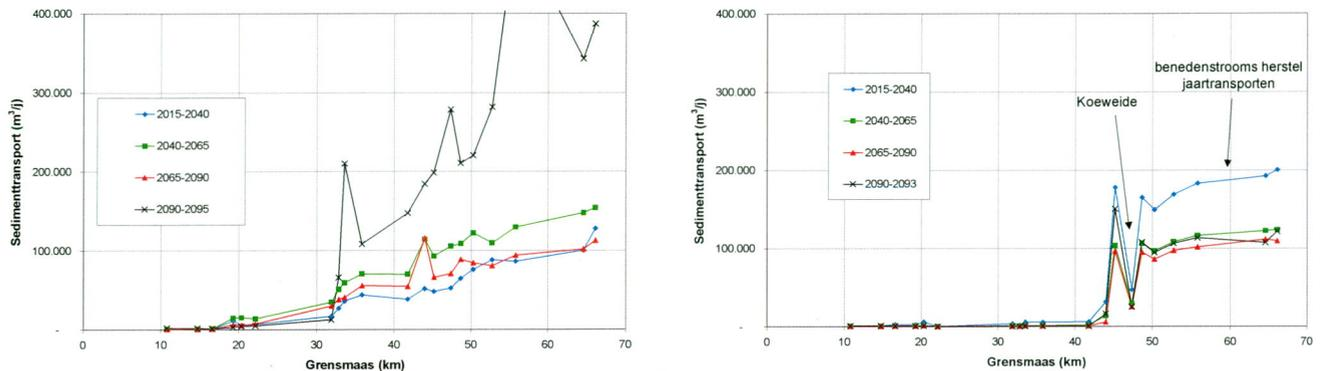 400.000
300.000
200.000
100.000
-
Sedimenttransport (m³/j)
2015-2040
2040-2065
2065-2090
2090-2095
0 10 20 30 40 50 60 70
Grensmaas (km)
400.000
300.000
200.000
100.000
-
Sedimenttransport (m³/j)
2015-2040
2040-2065
2065-2090
2090-2093
Koeweide
benedenstrooms herstel
jaartransporten
0 10 20 30 40 50 60 70
Grensmaas (km)